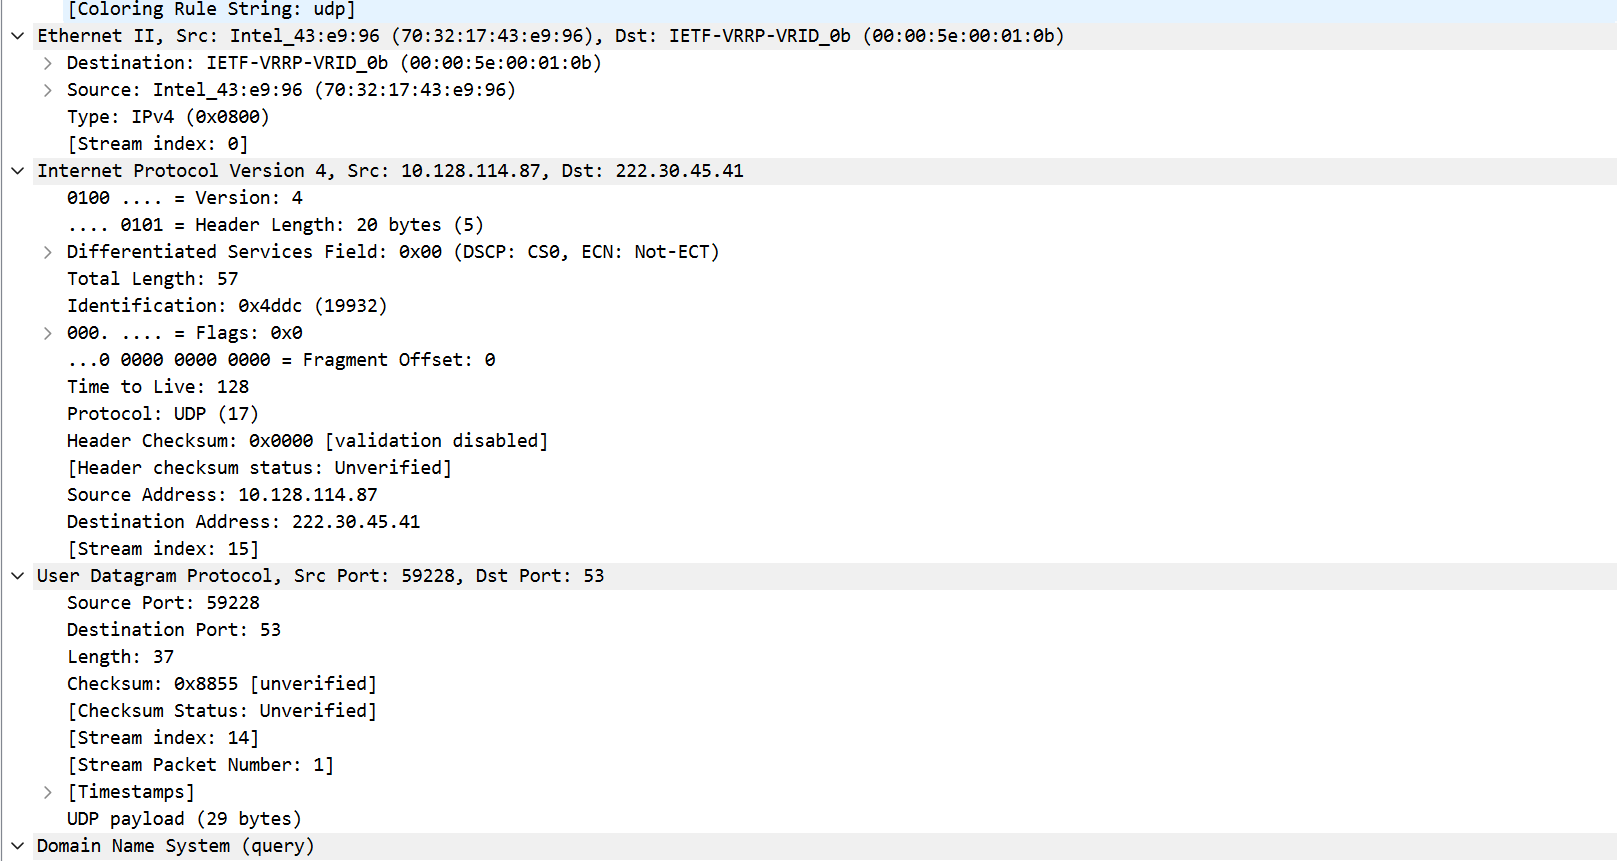 [Coloring Rule String: udp]
Ethernet II, Src: Intel_43:e9:96 (70:32:17:43:e9:96), Dst: IETF-VRRP-VRID_0b (00:00:5e:00:01:0b)
Destination: IETF-VRRP-VRID_0b (00:00:5e:00:01:0b)
Source: Intel_43:e9:96 (70:32:17:43:e9:96)
Type: IPv4 (0x0800)
[Stream index: 0]
Internet Protocol Version 4, Src: 10.128.114.87, Dst: 222.30.45.41
0100 .... = Version: 4
.... 0101 = Header Length: 20 bytes (5)
Differentiated Services Field: 0x00 (DSCP: CS0, ECN: Not-ECT)
Total Length: 57
Identification: 0x4ddc (19932)
000. .... = Flags: 0x0
...0 0000 0000 0000 = Fragment Offset: 0
Time to Live: 128
Protocol: UDP (17)
Header Checksum: 0x0000 [validation disabled]
[Header checksum status: Unverified]
Source Address: 10.128.114.87
Destination Address: 222.30.45.41
[Stream index: 15]
User Datagram Protocol, Src Port: 59228, Dst Port: 53
Source Port: 59228
Destination Port: 53
Length: 37
Checksum: 0x8855 [unverified]
[Checksum Status: Unverified]
[Stream index: 14]
[Stream Packet Number: 1]
[Timestamps]
UDP payload (29 bytes)
Domain Name System (query)